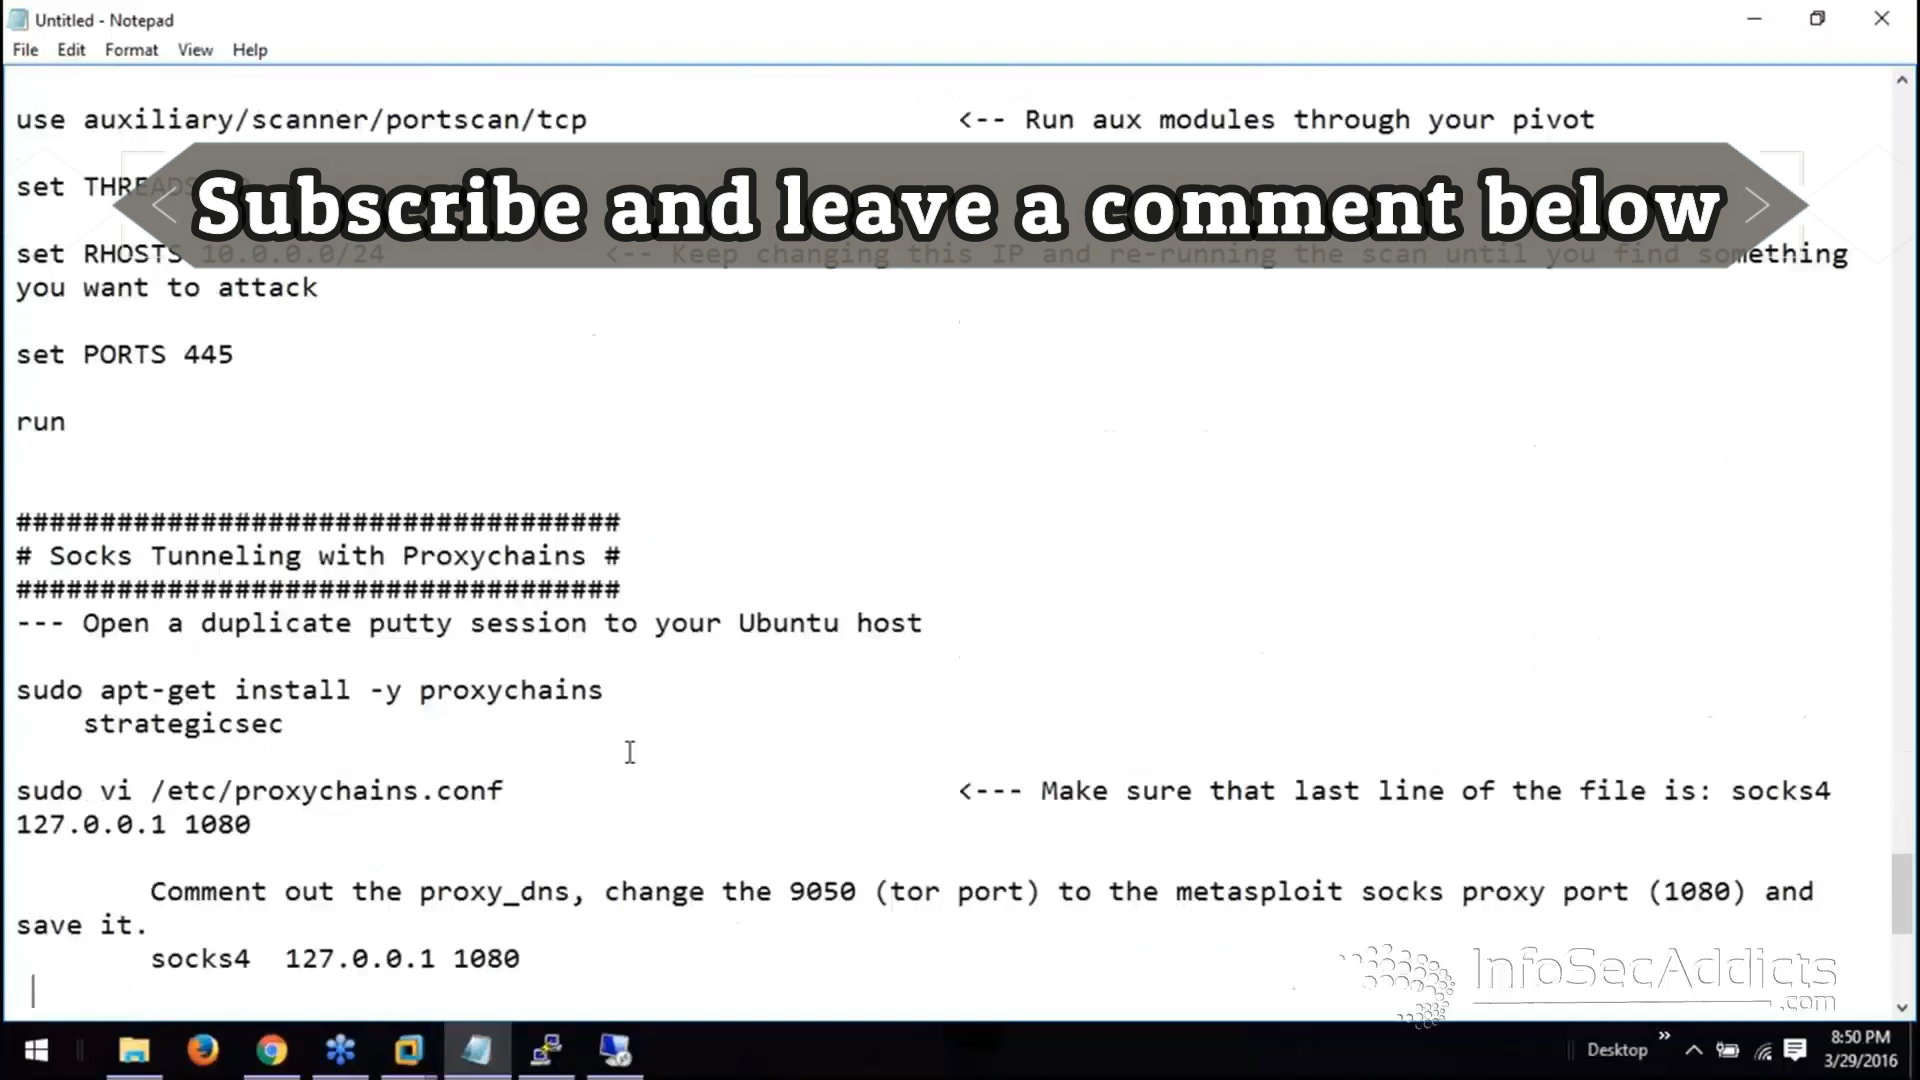 Untitled - Notepad
File Edit Format View Help
use auxiliary/scanner/portscan/tcp <-- Run aux modules through your pivot
set THREADS
Subscribe and leave a comment below
set RHOSTS 10.0.0.0/24 <-- Keep changing this IP and re-running the scan until you find something
you want to attack
set PORTS 445
run
####################################
# Socks Tunneling with Proxychains #
####################################
--- Open a duplicate putty session to your Ubuntu host
sudo apt-get install -y proxychains
strategicsec
sudo vi /etc/proxychains.conf <--- Make sure that last line of the file is: socks4
127.0.0.1 1080
Comment out the proxy_dns, change the 9050 (tor port) to the metasploit socks proxy port (1080) and
save it.
socks4 127.0.0.1 1080
InfoSecAddicts
.com
Desktop
8:50 PM
3/29/2016